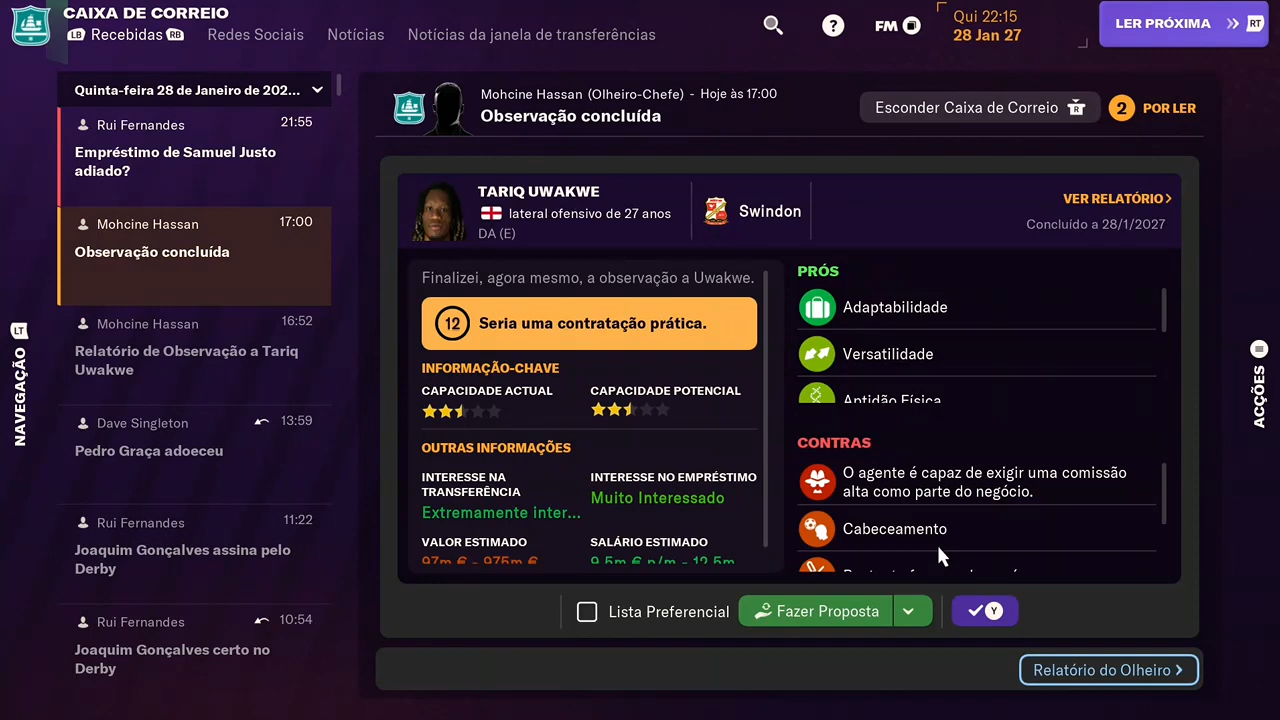 CAIXA DE CORREIO
LB Recebidas RB Redes Sociais Notícias Notícias da janela de transferências
? FM
Qui 22:15
28 Jan 27
LER PRÓXIMA RT
Quinta-feira 28 de Janeiro de 202...
Rui Fernandes 21:55
Empréstimo de Samuel Justo
adiado?
Mohcine Hassan 17:00
Observação concluída
Mohcine Hassan 16:52
Relatório de Observação a Tariq
Uwakwe
Dave Singleton 13:59
Pedro Graça adoeceu
Rui Fernandes 11:22
Joaquim Gonçalves assina pelo
Derby
Rui Fernandes 10:54
Joaquim Gonçalves certo no
Derby
LT
NAVEGAÇÃO
Mohcine Hassan (Olheiro-Chefe) - Hoje às 17:00
Observação concluída
Esconder Caixa de Correio R
2 POR LER
TARIQ UWAKWE
lateral ofensivo de 27 anos
DA (E)
Swindon
VER RELATÓRIO
Concluído a 28/1/2027
Finalizei, agora mesmo, a observação a Uwakwe.
12 Seria uma contratação prática.
INFORMAÇÃO-CHAVE
CAPACIDADE ACTUAL CAPACIDADE POTENCIAL
OUTRAS INFORMAÇÕES
INTERESSE NA
TRANSFERÊNCIA
Extremamente inter...
INTERESSE NO EMPRÉSTIMO
Muito Interessado
VALOR ESTIMADO SALÁRIO ESTIMADO
97m € - 975m € 9.5m € p/m - 12.5m
PRÓS
Adaptabilidade
Versatilidade
Aptidão Física
CONTRAS
O agente é capaz de exigir uma comissão
alta como parte do negócio.
Cabeceamento
Lista Preferencial Fazer Proposta Y
Relatório do Olheiro
ACÇÕES